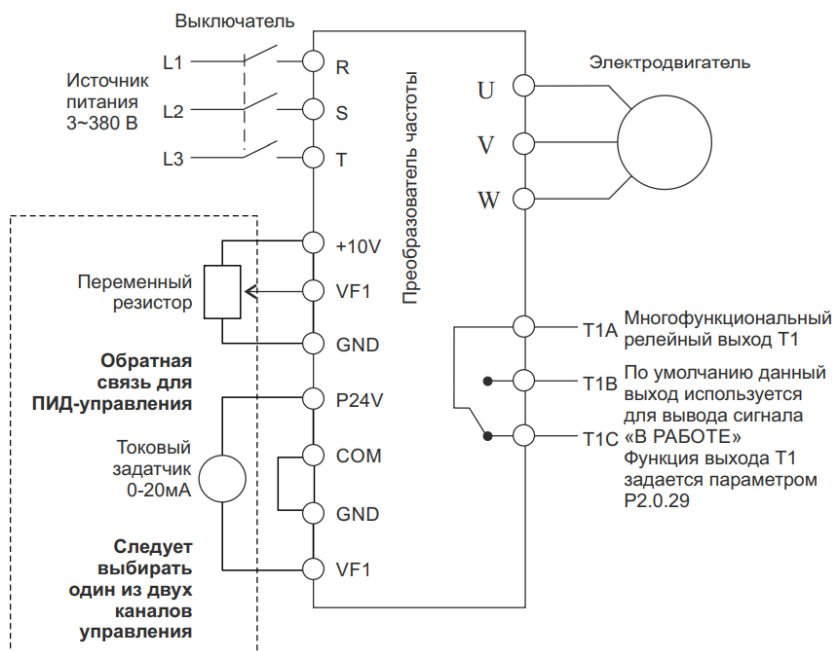 Выключатель
L1
L2
L3
Источник
питания
3~380 В
R
S
T
Преобразователь частоты
U
V
W
Электродвигатель
+10V
VF1
GND
Переменный
резистор
Обратная
связь для
ПИД-управления
P24V
COM
GND
VF1
Токовый
задатчик
0-20мА
Следует
выбирать
один из двух
каналов
управления
T1A
T1B
T1C
Многофункциональный
релейный выход T1
По умолчанию данный
выход используется
для вывода сигнала
«В РАБОТЕ»
Функция выхода T1
задается параметром
P2.0.29